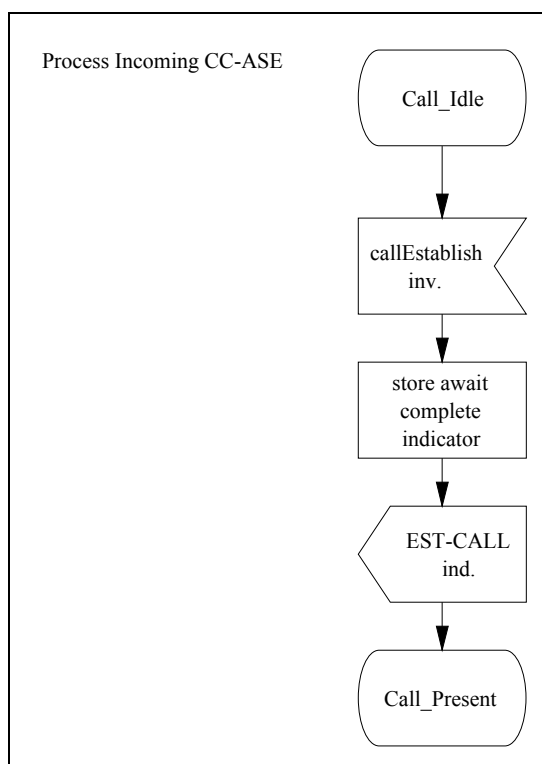 Process Incoming CC-ASE
Call_Idle
callEstablish
inv.
store await
complete
indicator
EST-CALL
ind.
Call_Present